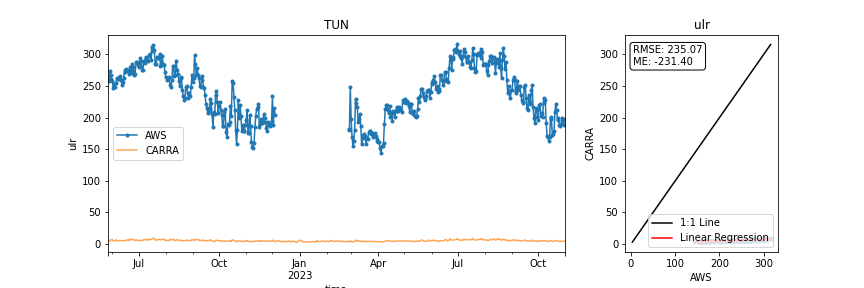 TUN
ulr
300
250
200
150
100
50
0
AWS
CARRA
Jul
Oct
Jan
2023
Apr
Jul
Oct
ulr
RMSE: 235.07
ME: -231.40
CARRA
300
250
200
150
100
50
0
1:1 Line
Linear Regression
0
100
200
300
AWS